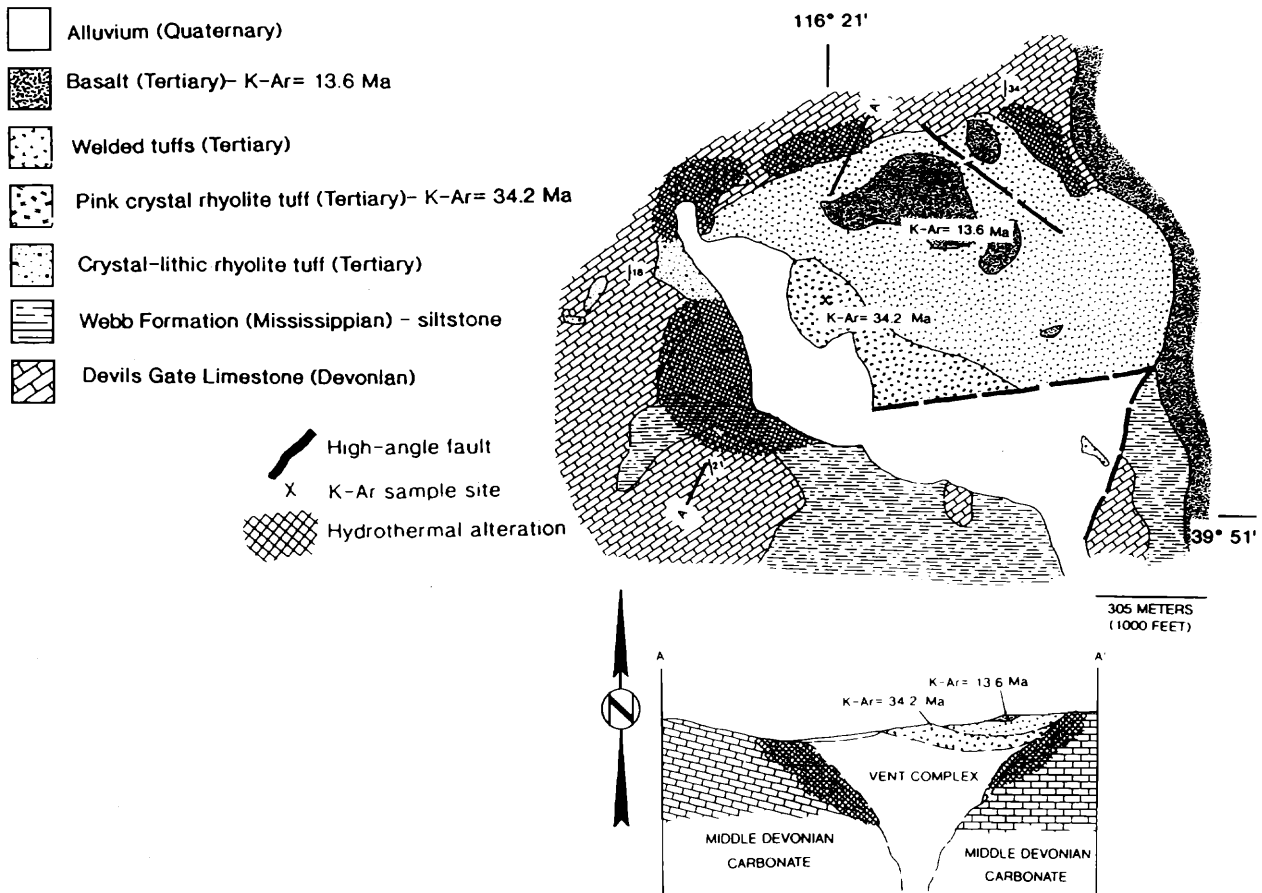 Alluvium (Quaternary)
Basalt (Tertiary)– K-Ar= 13.6 Ma
Welded tuffs (Tertiary)
Pink crystal rhyolite tuff (Tertiary)– K-Ar= 34.2 Ma
Crystal-lithic rhyolite tuff (Tertiary)
Webb Formation (Mississippian) – siltstone
Devils Gate Limestone (Devonian)
High-angle fault
X K-Ar sample site
Hydrothermal alteration
116° 21'
34
A'
K-Ar= 13.6 Ma
18
X
K-Ar= 34.2 Ma
21
A
39° 51'
305 METERS
(1000 FEET)
N
A
A'
K-Ar= 13 6 Ma
K-Ar= 34.2 Ma
VENT COMPLEX
MIDDLE DEVONIAN
CARBONATE
MIDDLE DEVONIAN
CARBONATE